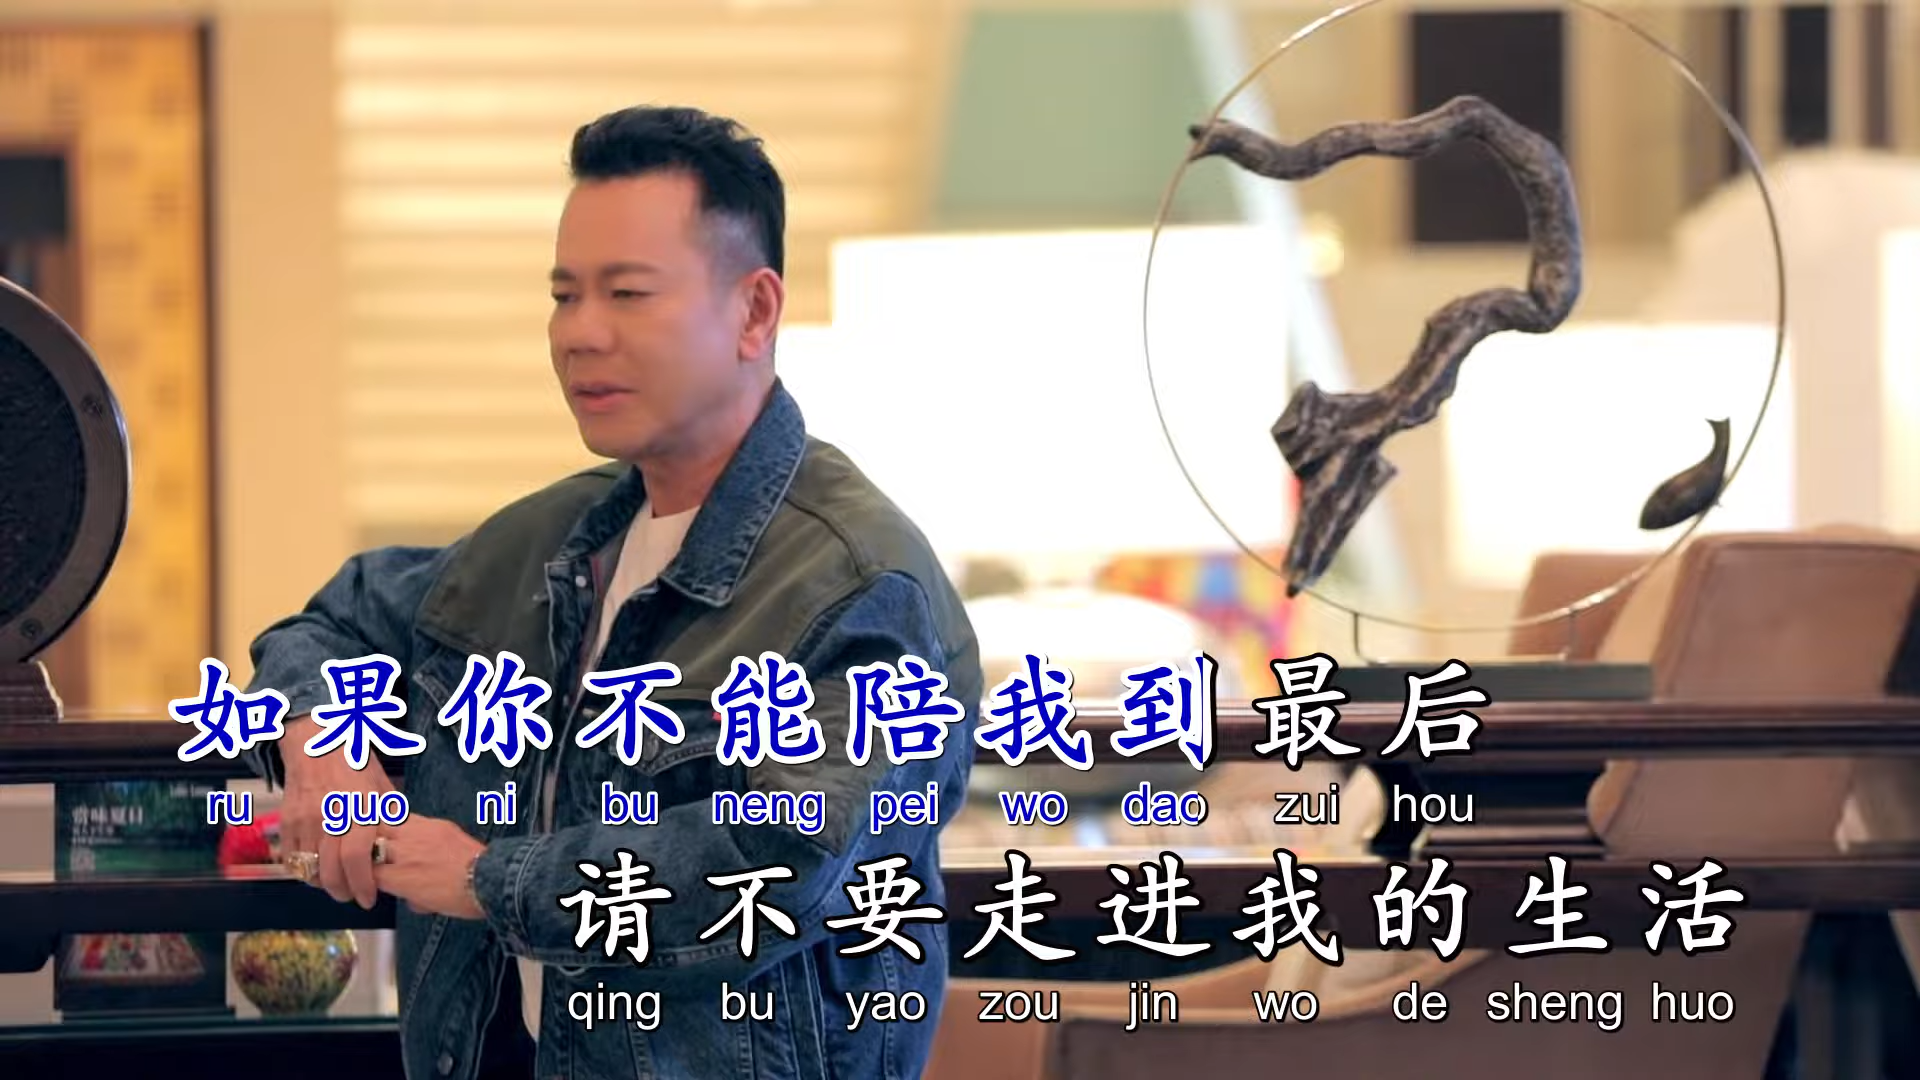 如果你不能陪我到最后
ru guo ni bu neng pei wo dao zui hou
请不要走进我的生活
qing bu yao zou jin wo de sheng huo